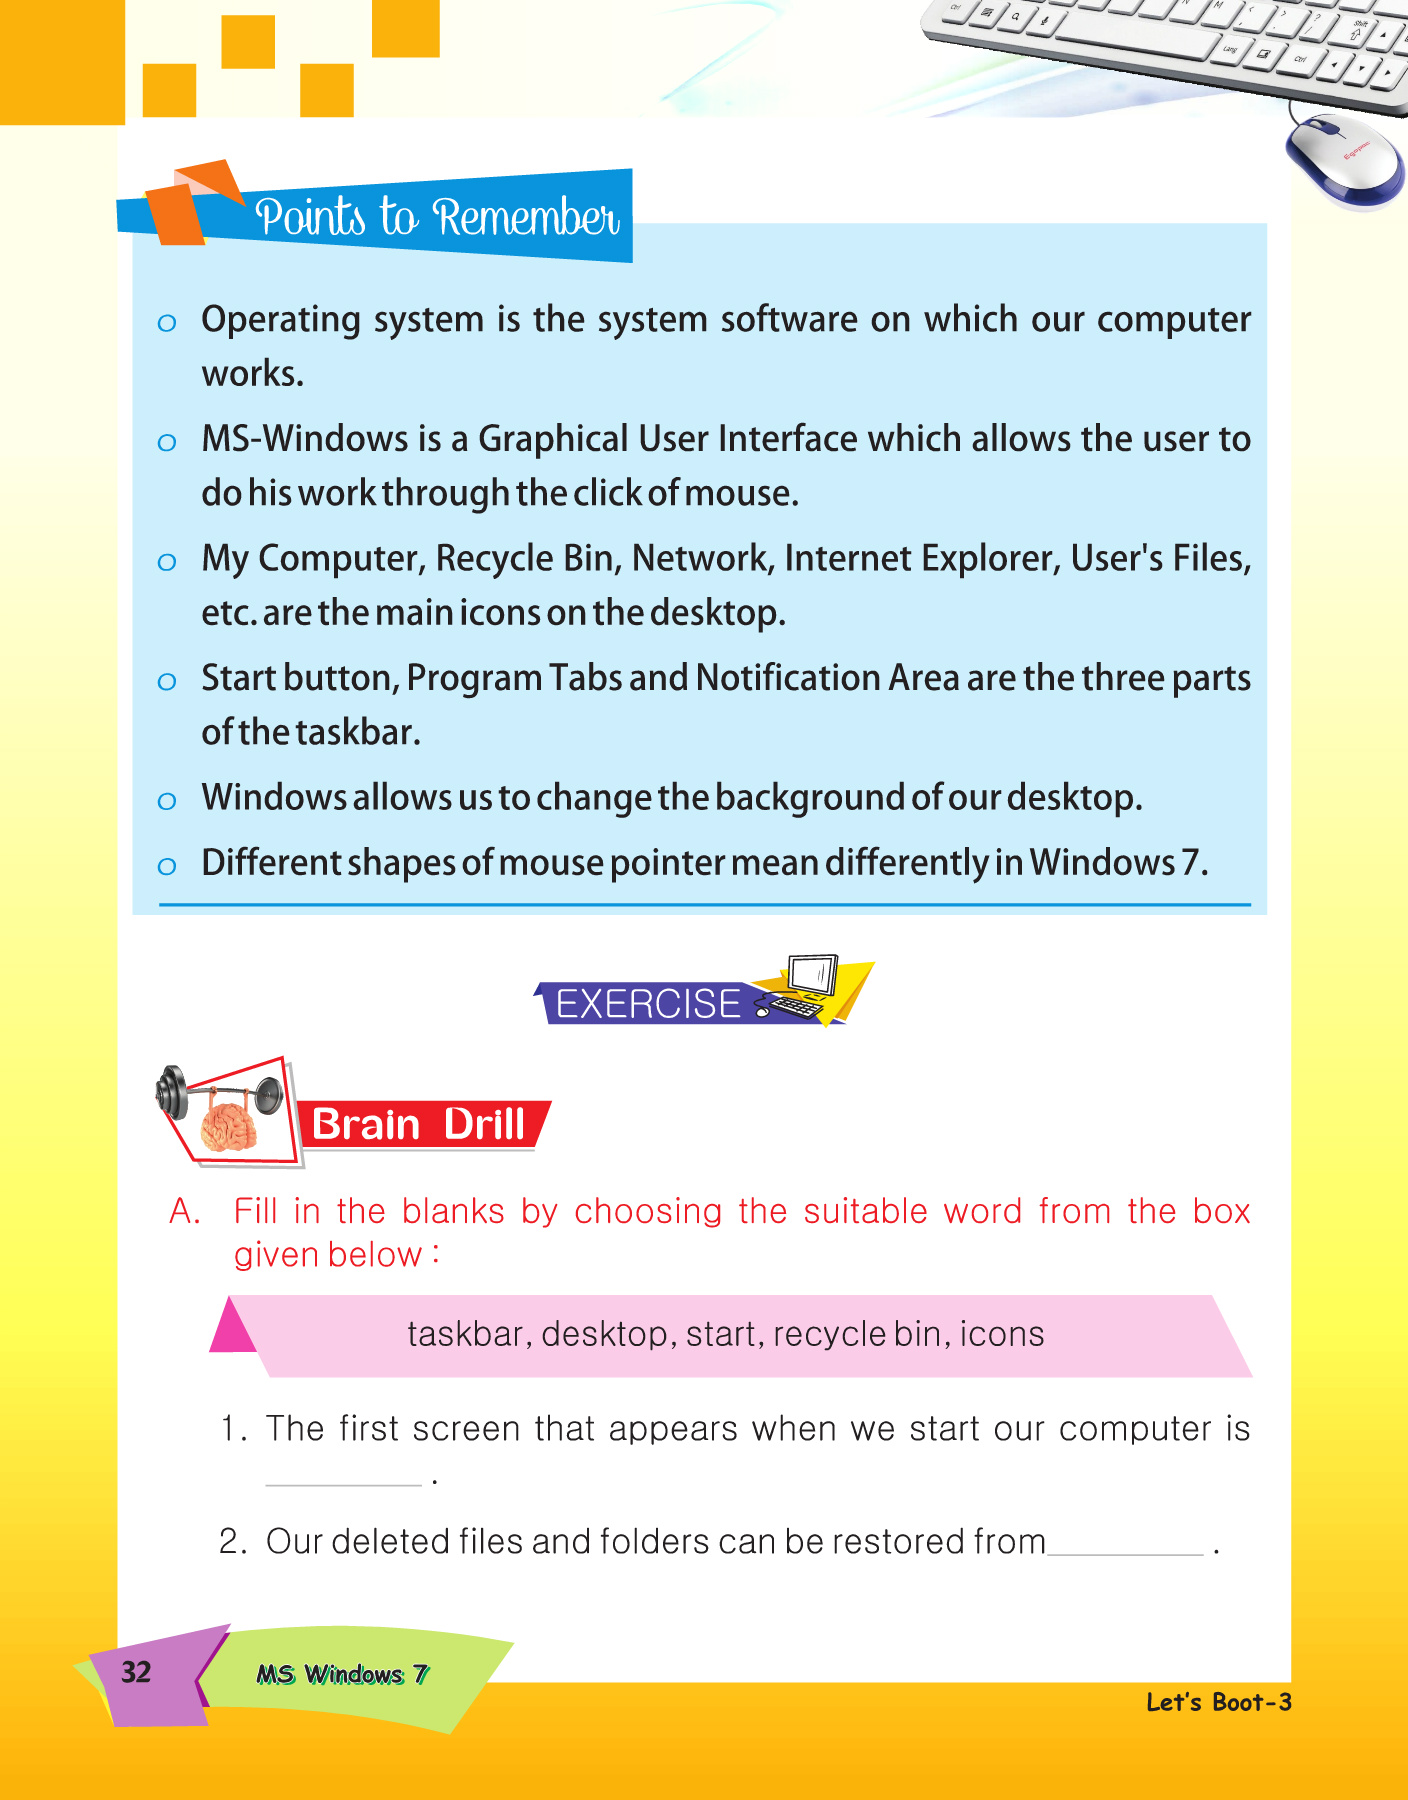 Points to Remember
o Operating system is the system software on which our computer
works.
o MS-Windows is a Graphical User Interface which allows the user to
do his work through the click of mouse.
o My Computer, Recycle Bin, Network, Internet Explorer, User's Files,
etc. are the main icons on the desktop.
o Start button, Program Tabs and Notification Area are the three parts
of the taskbar.
o Windows allows us to change the background of our desktop.
o Different shapes of mouse pointer mean differently in Windows 7.
EXERCISE
Brain Drill
A. Fill in the blanks by choosing the suitable word from the box
given below :
taskbar, desktop, start, recycle bin, icons
1. The first screen that appears when we start our computer is
_________ .
2. Our deleted files and folders can be restored from_________ .
32
MS Windows 7
Let's Boot-3